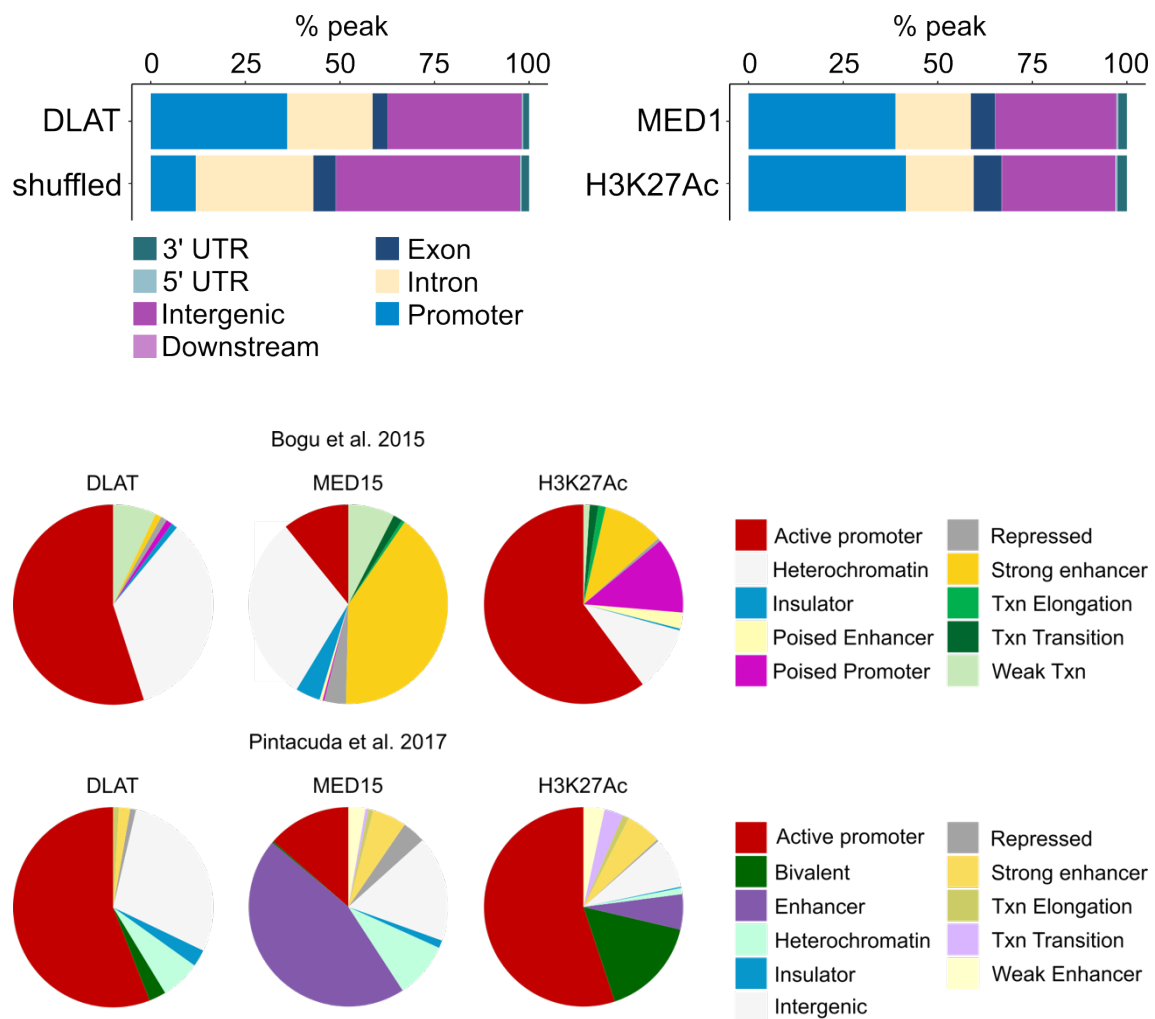 % peak
0 25 50 75 100
DLAT
shuffled
3' UTR
5' UTR
Intergenic
Downstream
Exon
Intron
Promoter
% peak
0 25 50 75 100
MED1
H3K27Ac
Bogu et al. 2015
DLAT MED15 H3K27Ac
Active promoter
Heterochromatin
Insulator
Poised Enhancer
Poised Promoter
Repressed
Strong enhancer
Txn Elongation
Txn Transition
Weak Txn
Pintacuda et al. 2017
DLAT MED15 H3K27Ac
Active promoter
Bivalent
Enhancer
Heterochromatin
Insulator
Intergenic
Repressed
Strong enhancer
Txn Elongation
Txn Transition
Weak Enhancer